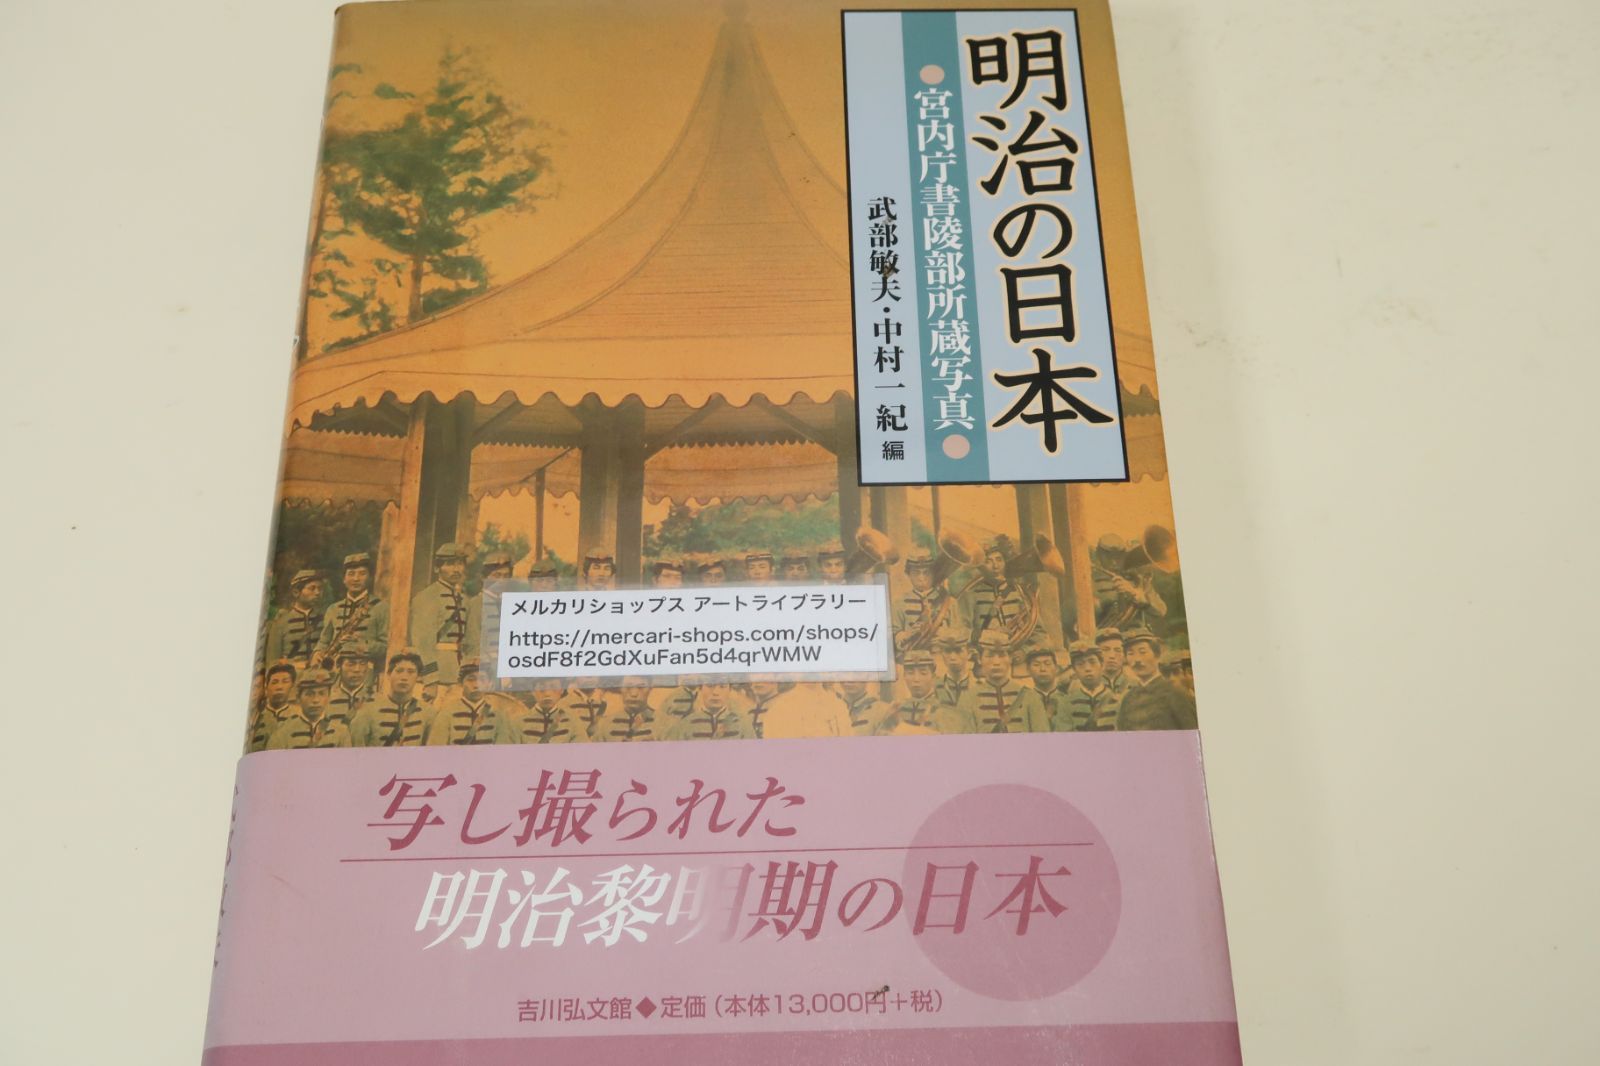 明治の日本
●宮内庁書陵部所蔵写真●
武部敏夫・中村一紀 編
メルカリショップス アートライブラリー
https://mercari-shops.com/shops/
osdF8f2GdXuFan5d4qrWMW
写し撮られた
明治黎明期の日本
吉川弘文館◆定価(本体13,000円+税)